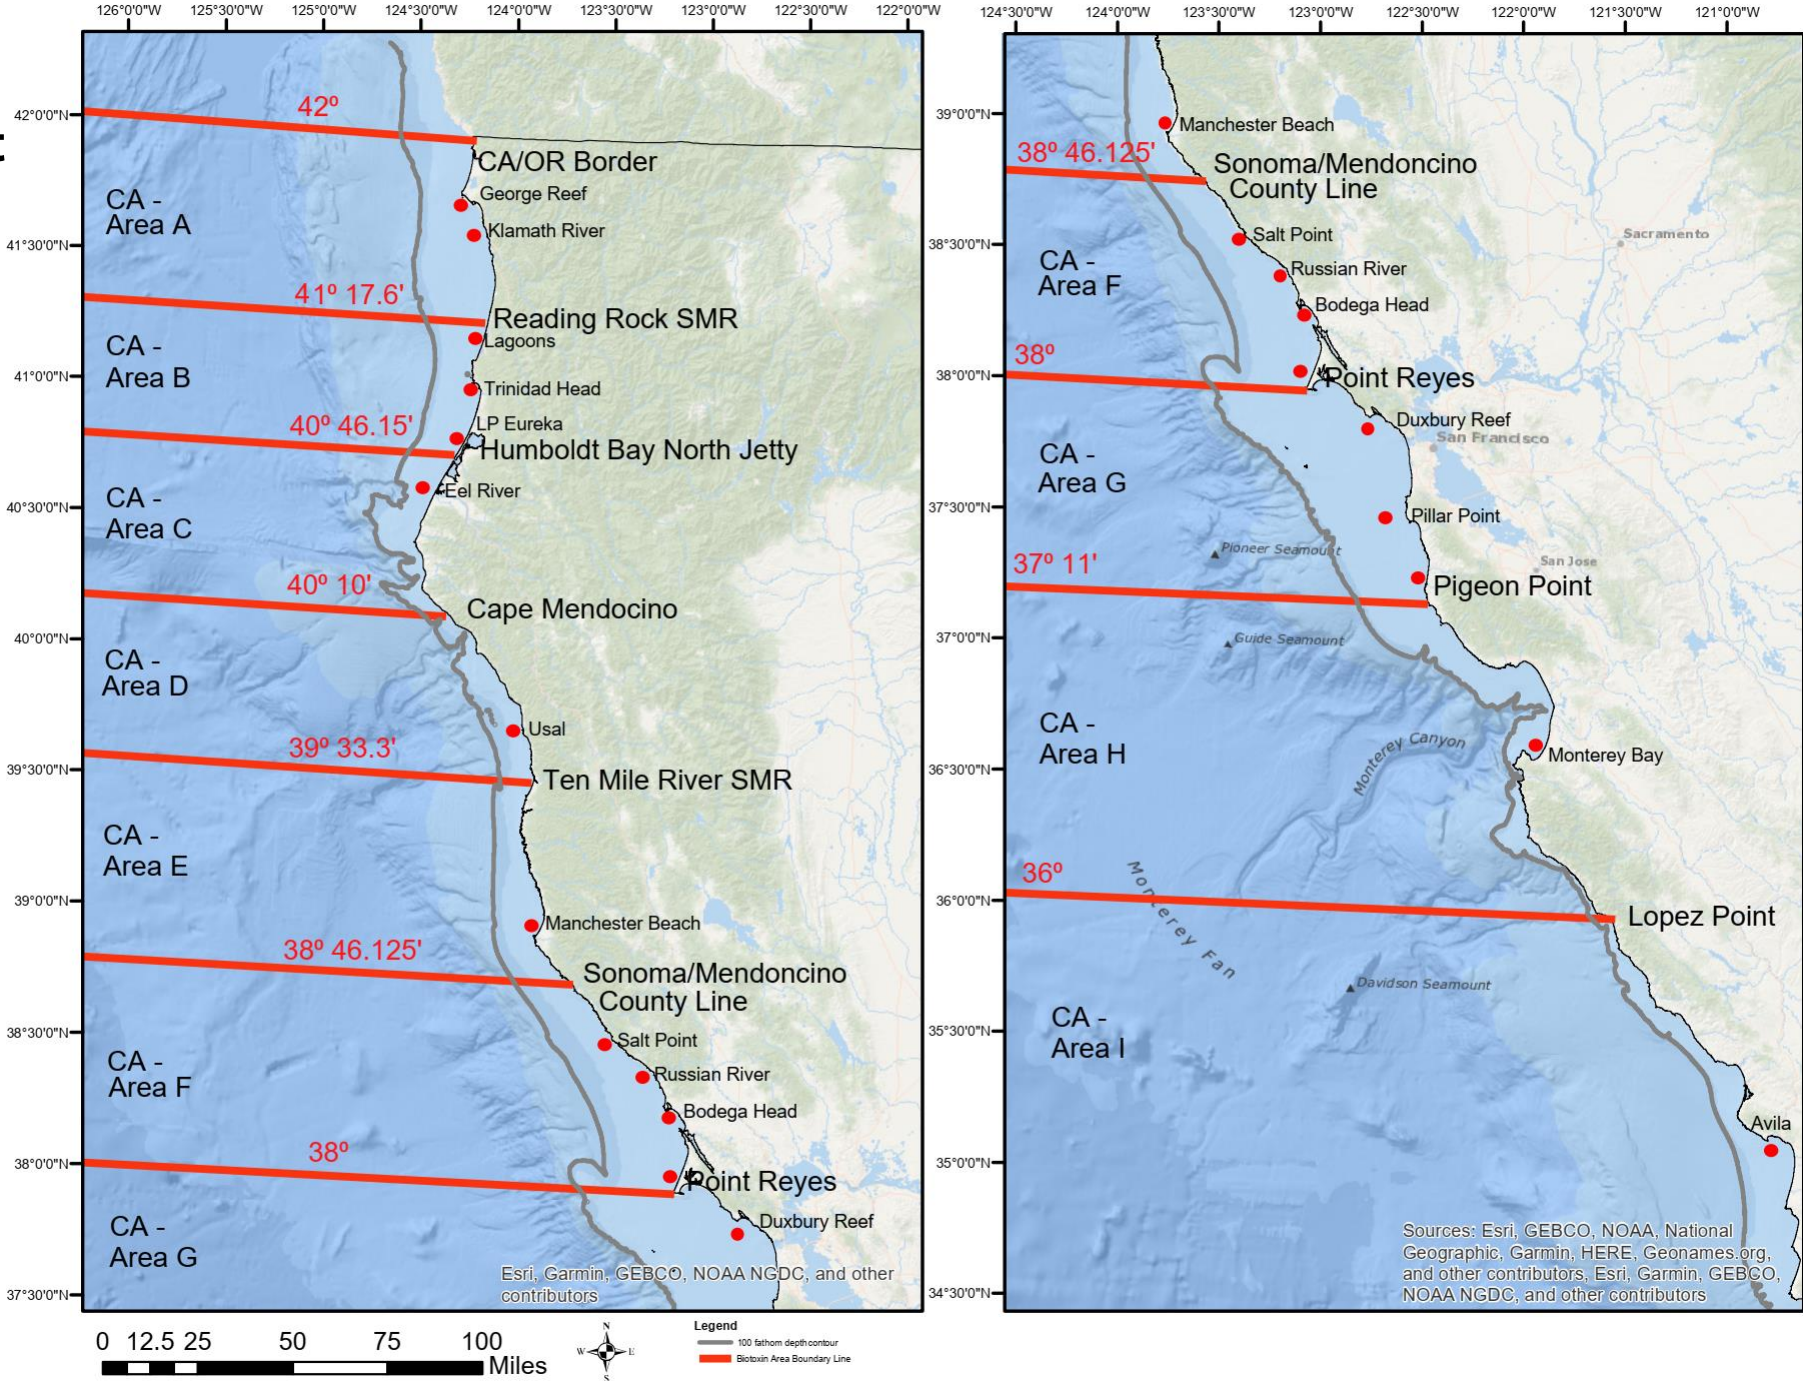 126°0'0"W 125°30'0"W 125°0'0"W 124°30'0"W 124°0'0"W 123°30'0"W 123°0'0"W 122°30'0"W 122°0'0"W
42°0'0"N
41°30'0"N
41°0'0"N
40°30'0"N
40°0'0"N
39°30'0"N
39°0'0"N
38°30'0"N
38°0'0"N
37°30'0"N
42º
CA/OR Border
George Reef
CA -
Area A
Klamath River
41º 17.6'
Reading Rock SMR
Lagoons
CA -
Area B
Trinidad Head
40º 46.15'
LP Eureka
Humboldt Bay North Jetty
Eel River
CA -
Area C
40º 10'
Cape Mendocino
CA -
Area D
Usal
39º 33.3'
Ten Mile River SMR
CA -
Area E
Manchester Beach
38º 46.125'
Sonoma/Mendoncino
County Line
Salt Point
CA -
Area F
Russian River
Bodega Head
38º
Point Reyes
Duxbury Reef
CA -
Area G
Esri, Garmin, GEBCO, NOAA NGDC, and other
contributors
124°30'0"W 124°0'0"W 123°30'0"W 123°0'0"W 122°30'0"W 122°0'0"W 121°30'0"W 121°0'0"W
39°0'0"N
38°30'0"N
38°0'0"N
37°30'0"N
37°0'0"N
36°30'0"N
36°0'0"N
35°30'0"N
35°0'0"N
34°30'0"N
Manchester Beach
38º 46.125'
Sonoma/Mendoncino
County Line
Salt Point
Sacramento
CA -
Area F
Russian River
Bodega Head
38º
Point Reyes
Duxbury Reef
San Francisco
CA -
Area G
Pillar Point
Pioneer Seamount
San Jose
37º 11'
Pigeon Point
Guide Seamount
CA -
Area H
Monterey Canyon
Monterey Bay
36º
Monterey Fan
Lopez Point
Davidson Seamount
CA -
Area I
Avila
Sources: Esri, GEBCO, NOAA, National
Geographic, Garmin, HERE, Geonames.org,
and other contributors, Esri, Garmin, GEBCO,
NOAA NGDC, and other contributors
0 12.5 25 50 75 100
Miles
N
W E
S
Legend
100 fathom depth contour
Biotoxin Area Boundary Line